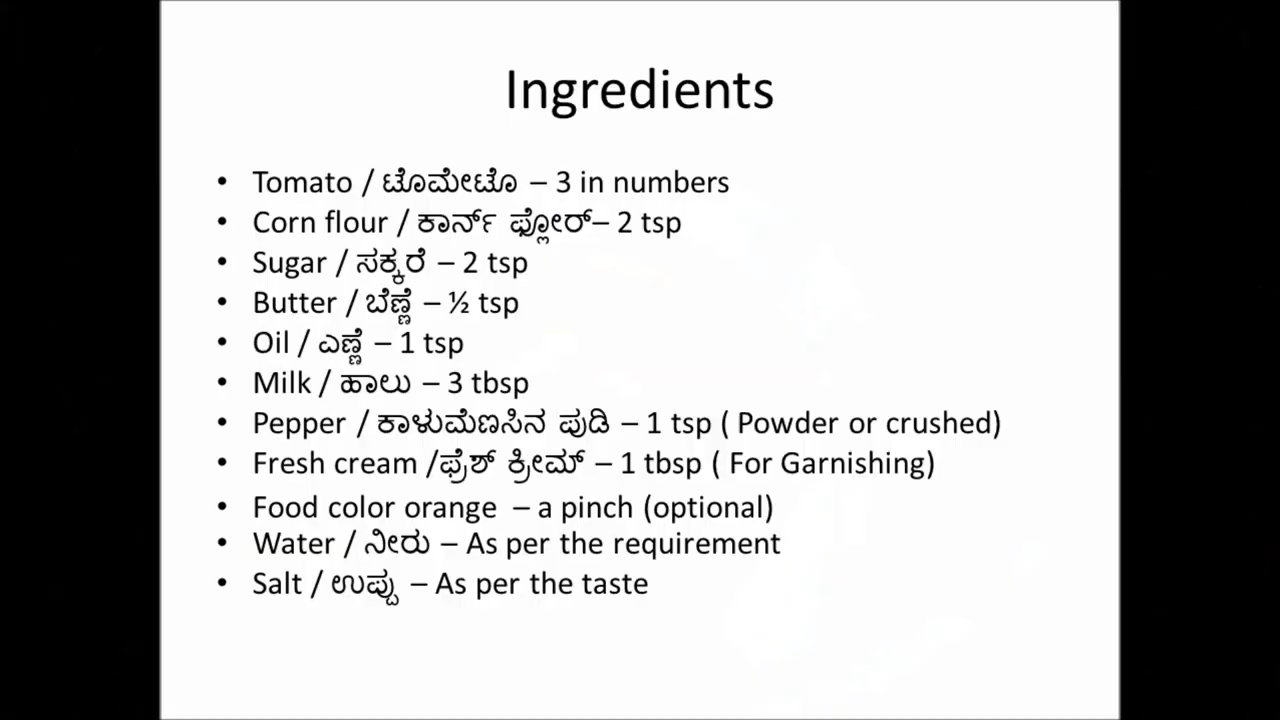 Ingredients
• Tomato / ಟೊಮೇಟೊ – 3 in numbers
• Corn flour / ಕಾರ್ನ್ ಫ್ಲೋರ್– 2 tsp
• Sugar / ಸಕ್ಕರೆ – 2 tsp
• Butter / ಬೆಣ್ಣೆ – ½ tsp
• Oil / ಎಣ್ಣೆ – 1 tsp
• Milk / ಹಾಲು – 3 tbsp
• Pepper / ಕಾಳುಮೆಣಸಿನ ಪುಡಿ – 1 tsp ( Powder or crushed)
• Fresh cream /ಫ್ರೆಶ್ ಕ್ರೀಮ್ – 1 tbsp ( For Garnishing)
• Food color orange – a pinch (optional)
• Water / ನೀರು – As per the requirement
• Salt / ಉಪ್ಪು – As per the taste